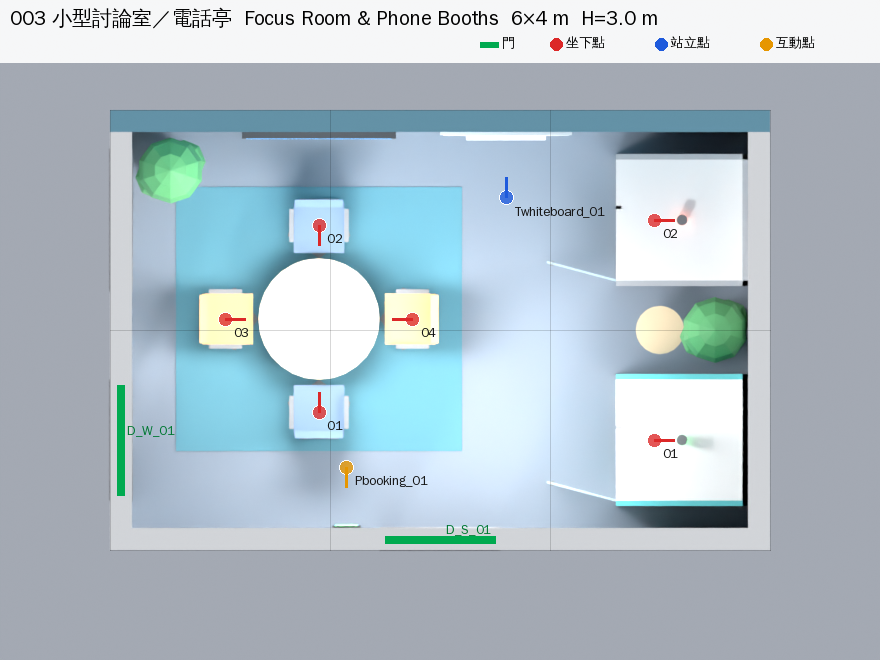 003 小型討論室／電話亭 Focus Room & Phone Booths 6×4 m H=3.0 m
門 坐下點 站立點 互動點
Twhiteboard_01
02
02
03
04
01
D_W_01
01
Pbooking_01
D_S_01